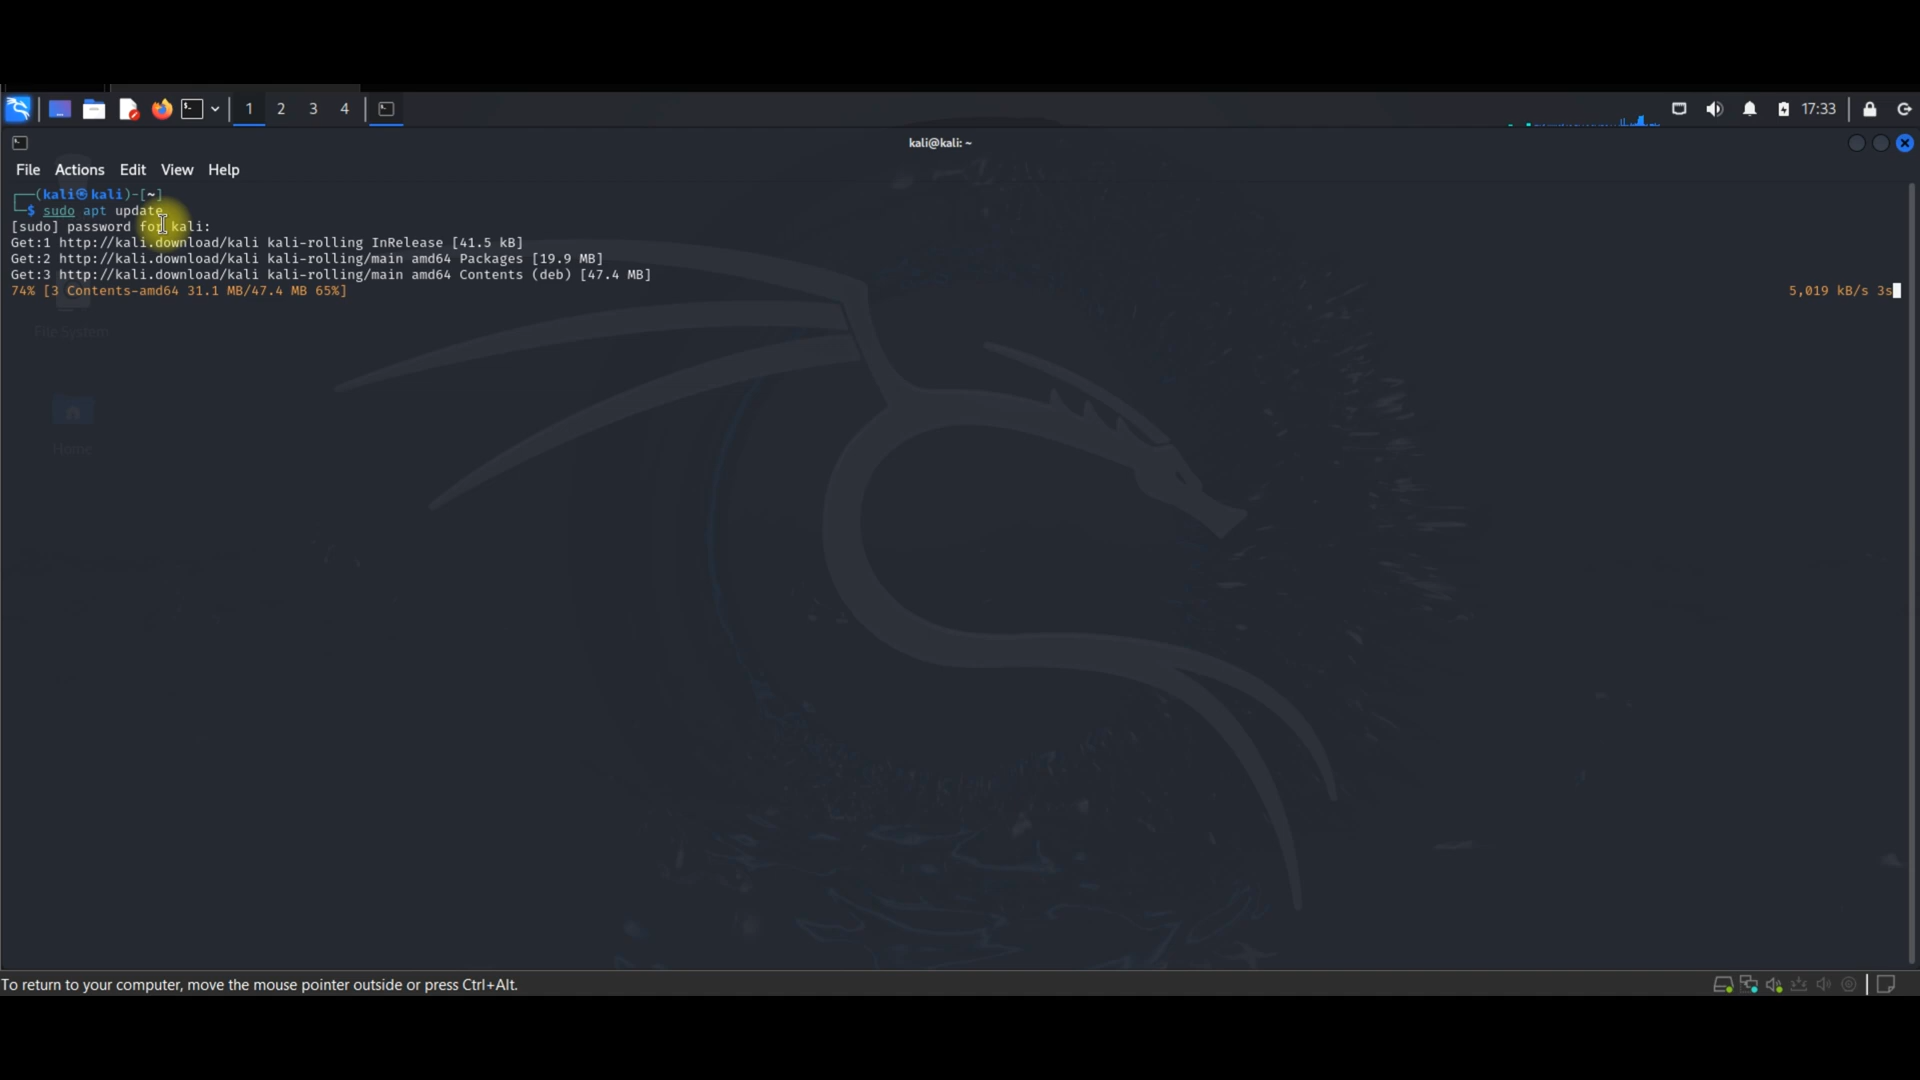 1 2 3 4 17:33
kali@kali: ~
File Actions Edit View Help
┌──(kali㉿kali)-[~]
└─$ sudo apt update
[sudo] password for kali:
Get:1 http://kali.download/kali kali-rolling InRelease [41.5 kB]
Get:2 http://kali.download/kali kali-rolling/main amd64 Packages [19.9 MB]
Get:3 http://kali.download/kali kali-rolling/main amd64 Contents (deb) [47.4 MB]
74% [3 Contents-amd64 31.1 MB/47.4 MB 65%] 5,019 kB/s 3s
File System
Home
To return to your computer, move the mouse pointer outside or press Ctrl+Alt.